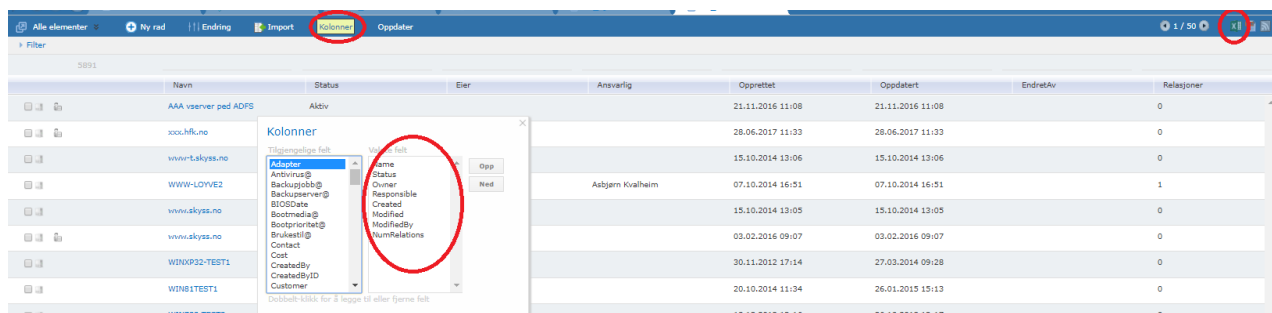 Alle elementer Ny rad Endring Import Kolonner Oppdater 1 / 50
Filter
5891
Navn Status Eier Ansvarlig Opprettet Oppdatert EndretAv Relasjoner
AAA vserver ped ADFS Aktiv 21.11.2016 11:08 21.11.2016 11:08 0
xxx.hfk.no 28.06.2017 11:33 28.06.2017 11:33 0
www-t.skyss.no 15.10.2014 13:06 15.10.2014 13:06 0
WWW-LOYVE2 Asbjørn Kvalheim 07.10.2014 16:51 07.10.2014 16:51 1
www.skyss.no 15.10.2014 13:05 15.10.2014 13:05 0
www.skyss.no 03.02.2016 09:07 03.02.2016 09:07 0
WINXP32-TEST1 30.11.2012 17:14 27.03.2014 09:28 0
WIN81TEST1 20.10.2014 11:34 26.01.2015 15:13 0
Kolonner
Tilgjengelige felt
Adapter
Antivirus@
Backupjobb@
Backupserver@
BIOSDate
Bootmedia@
Bootprioritet@
Brukestil@
Contact
Cost
CreatedBy
CreatedByID
Customer
felt
Name
Status
Owner
Responsible
Created
Modified
ModifiedBy
NumRelations
Opp
Ned
Dobbelt-klikk for å legge til eller fjerne felt